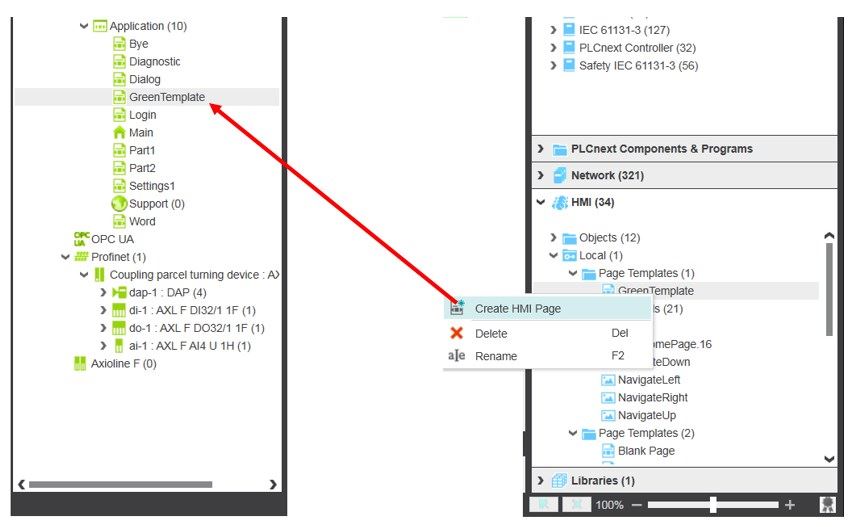 Application (10)
Bye
Diagnostic
Dialog
GreenTemplate
Login
Main
Part1
Part2
Settings1
Support (0)
Word
OPC UA
OPC UA
Profinet (1)
Coupling parcel turning device : AX
dap-1 : DAP (4)
di-1 : AXL F DI32/1 1F (1)
do-1 : AXL F DO32/1 1F (1)
ai-1 : AXL F AI4 U 1H (1)
Axioline F (0)
Create HMI Page
Delete Del
Rename F2
IEC 61131-3 (127)
PLCnext Controller (32)
Safety IEC 61131-3 (56)
PLCnext Components & Programs
Network (321)
HMI (34)
Objects (12)
Local (1)
Page Templates (1)
GreenTemplate
s (21)
omePage.16
teDown
NavigateLeft
NavigateRight
NavigateUp
Page Templates (2)
Blank Page
Libraries (1)
100%